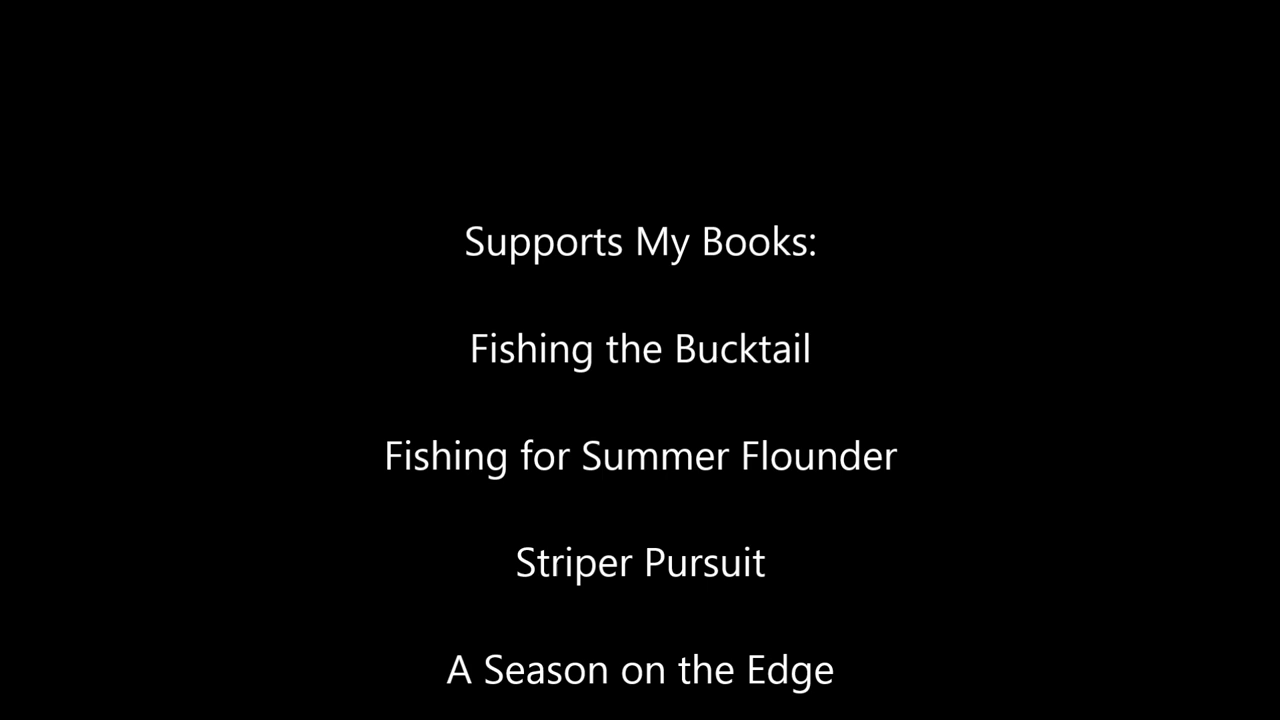 Supports My Books:
Fishing the Bucktail
Fishing for Summer Flounder
Striper Pursuit
A Season on the Edge